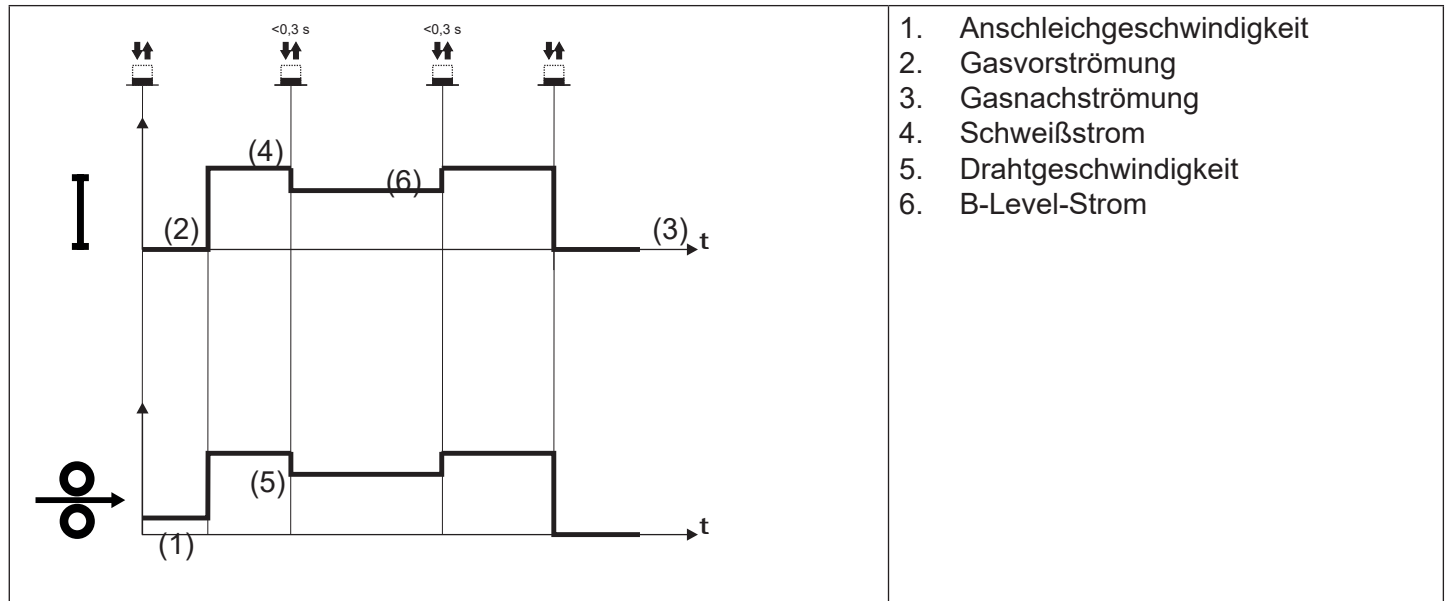 <0,3 s <0,3 s
(4)
(6)
I
(2) (3) t
(5)
t
(1)
1. Anschleichgeschwindigkeit
2. Gasvorströmung
3. Gasnachströmung
4. Schweißstrom
5. Drahtgeschwindigkeit
6. B-Level-Strom